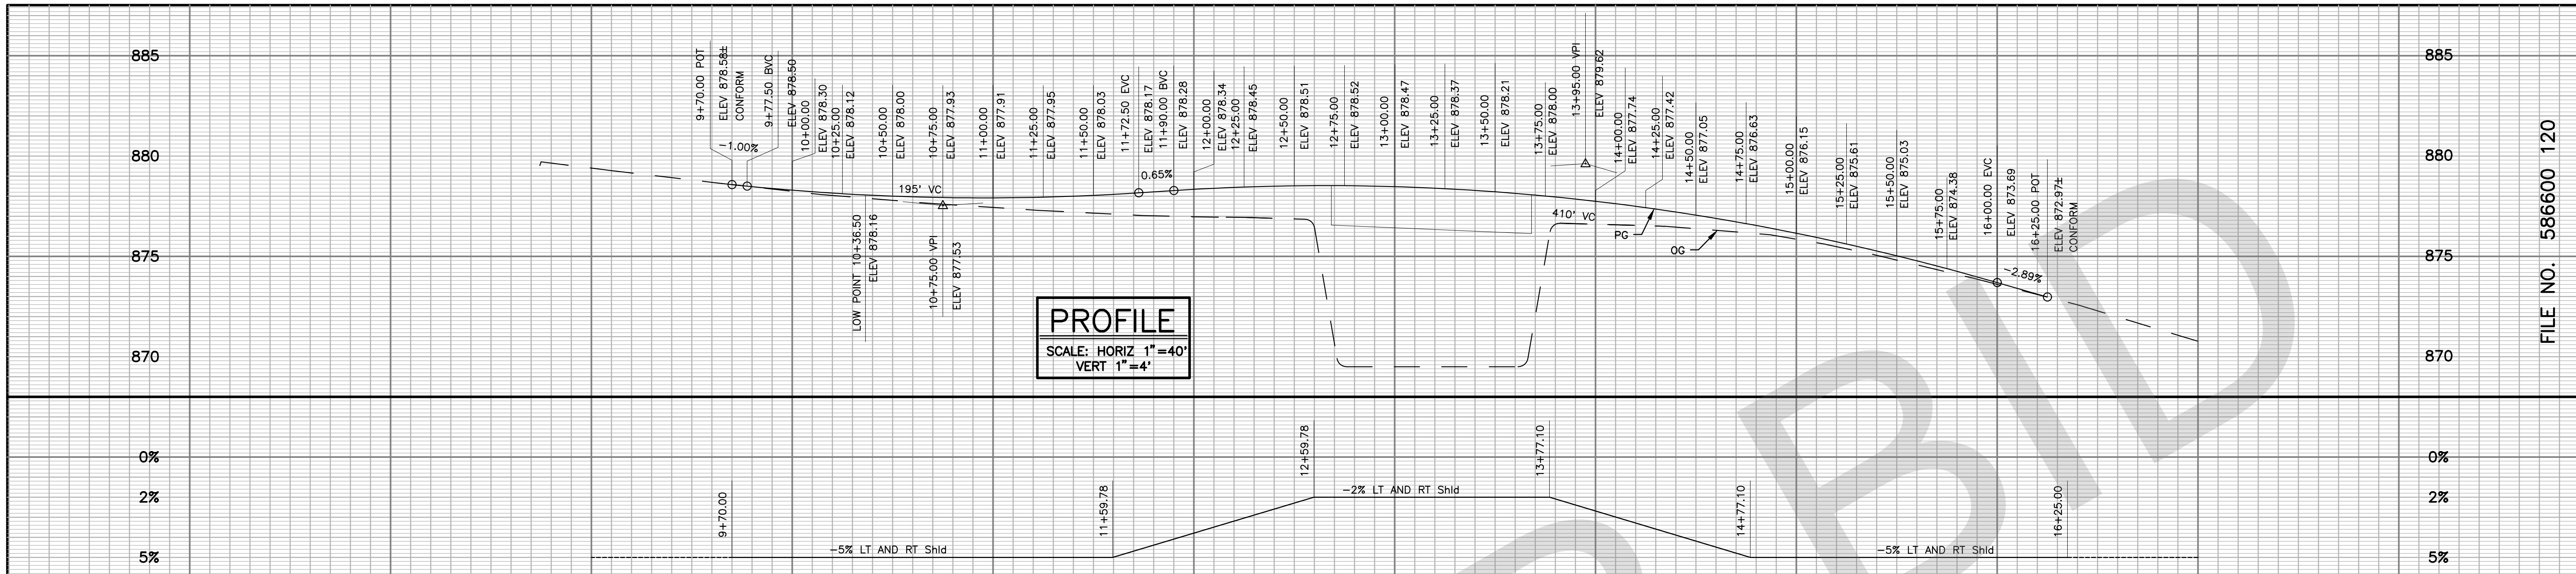 885
880
875
870
9+70.00 POT
ELEV 878.58±
CONFORM
-1.00%
9+77.50 BVC
ELEV 878.50
10+00.00
ELEV 878.30
10+25.00
ELEV 878.12
10+50.00
ELEV 878.00
10+75.00
ELEV 877.93
11+00.00
ELEV 877.91
11+25.00
ELEV 877.95
11+50.00
ELEV 878.03
11+72.50 EVC
ELEV 878.17
0.65%
11+90.00 BVC
ELEV 878.28
12+00.00
ELEV 878.34
12+25.00
ELEV 878.45
12+50.00
ELEV 878.51
12+75.00
ELEV 878.52
13+00.00
ELEV 878.47
13+25.00
ELEV 878.37
13+50.00
ELEV 878.21
13+75.00
ELEV 878.00
13+95.00 VPI
ELEV 879.62
14+00.00
ELEV 877.74
14+25.00
ELEV 877.42
14+50.00
ELEV 877.05
14+75.00
ELEV 876.63
15+00.00
ELEV 876.15
15+25.00
ELEV 875.61
15+50.00
ELEV 875.03
15+75.00
ELEV 874.38
16+00.00 EVC
ELEV 873.69
16+25.00 POT
ELEV 872.97±
CONFORM
-2.89%
195' VC
LOW POINT 10+36.50
ELEV 878.16
10+75.00 VPI
ELEV 877.53
410' VC
PG
OG
PROFILE
SCALE: HORIZ 1"=40'
VERT 1"=4'
885
880
875
870
FILE NO. 586600 120
0%
2%
5%
9+70.00
-5% LT AND RT Shld
11+59.78
12+59.78
-2% LT AND RT Shld
13+77.10
14+77.10
-5% LT AND RT Shld
16+25.00
0%
2%
5%
BID